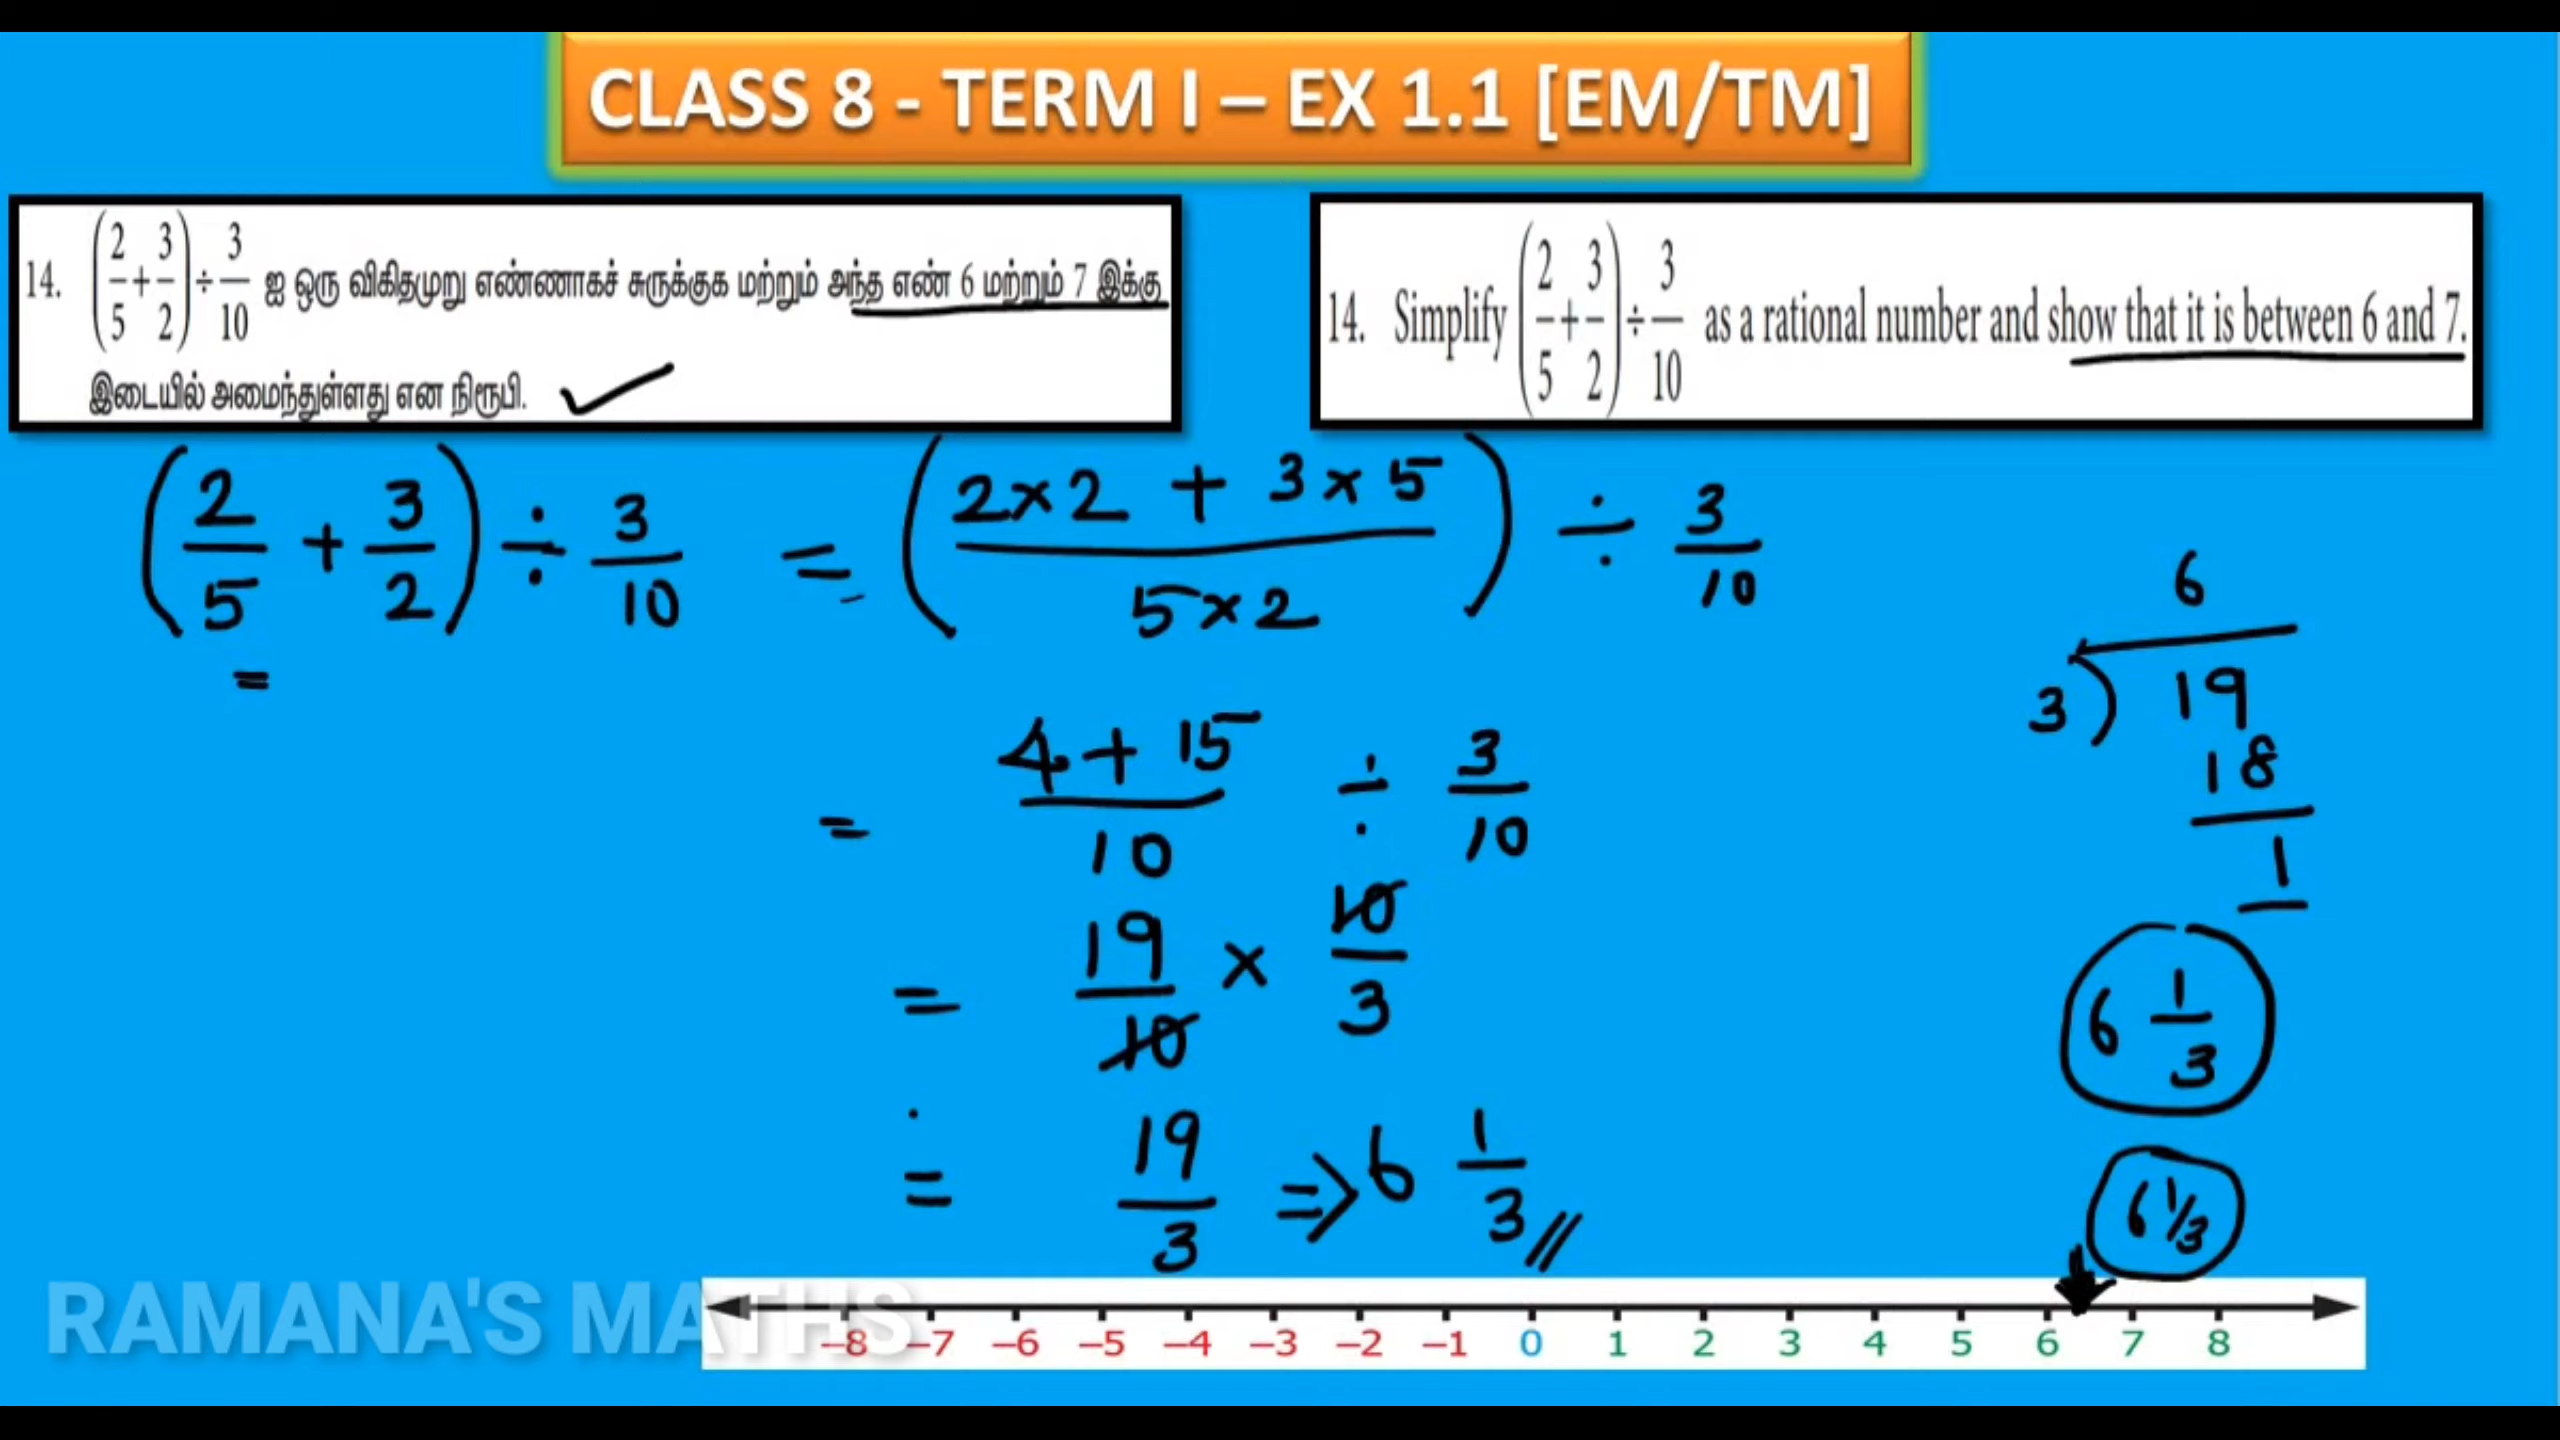 CLASS 8 - TERM I – EX 1.1 [EM/TM]
14. (2/5 + 3/2) ÷ 3/10 ஐ ஒரு விகிதமுறு எண்ணாகச் சுருக்குக மற்றும் அந்த எண் 6 மற்றும் 7 இக்கு
இடையில் அமைந்துள்ளது என நிரூபி.
14. Simplify (2/5 + 3/2) ÷ 3/10 as a rational number and show that it is between 6 and 7.
(2/5 + 3/2) ÷ 3/10 = (2×2 + 3×5 / 5×2) ÷ 3/10
=
= 4+15/10 ÷ 3/10
= 19/10 × 10/3
= 19/3 ⇒ 6 1/3 //
6
3) 19
18
1
6 1/3
6 1/3
RAMANA'S MATHS
–8 –7 –6 –5 –4 –3 –2 –1 0 1 2 3 4 5 6 7 8